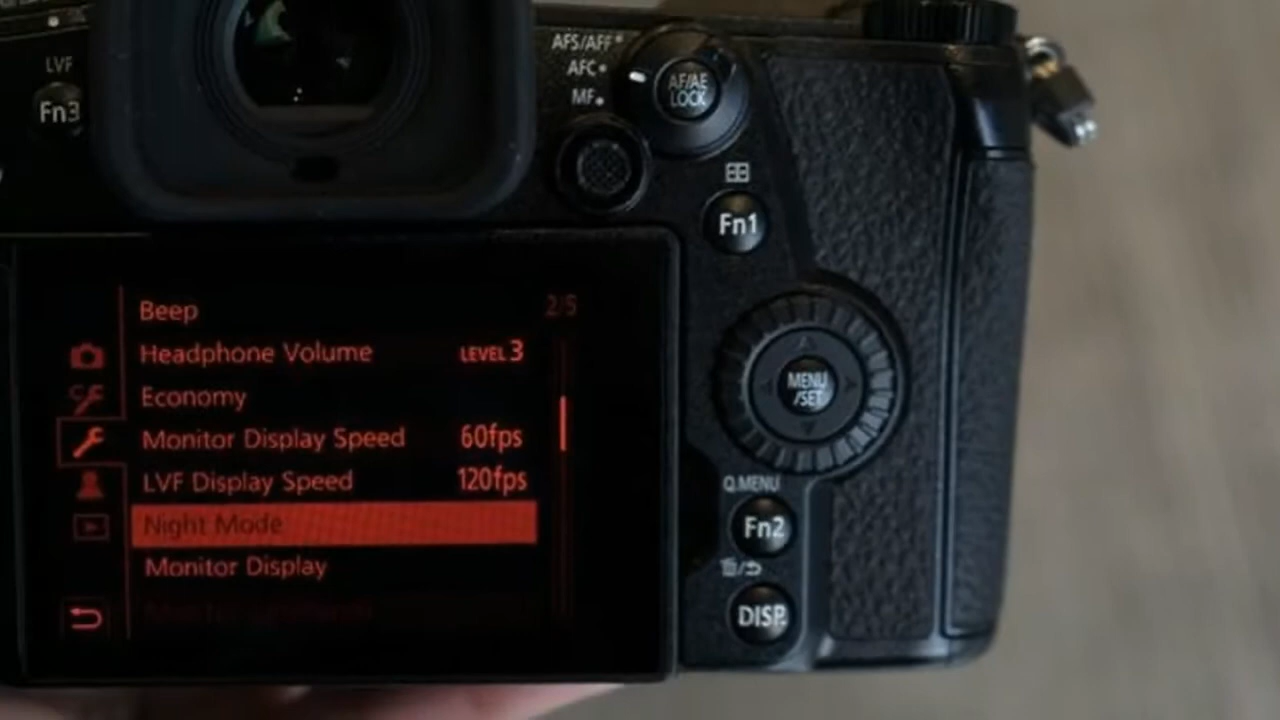 LVF
Fn3
AFS/AFF
AFC
MF
AF/AE
LOCK
Fn1
Beep 2/5
Headphone Volume LEVEL 3
Economy
Monitor Display Speed 60fps
LVF Display Speed 120fps
Night Mode
Monitor Display
MENU
/SET
Q.MENU
Fn2
DISP.